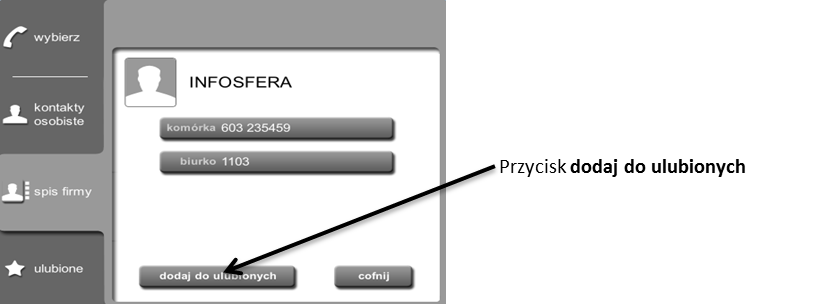 wybierz
kontakty
osobiste
spis firmy
ulubione
INFOSFERA
komórka 603 235459
biurko 1103
dodaj do ulubionych
cofnij
Przycisk dodaj do ulubionych